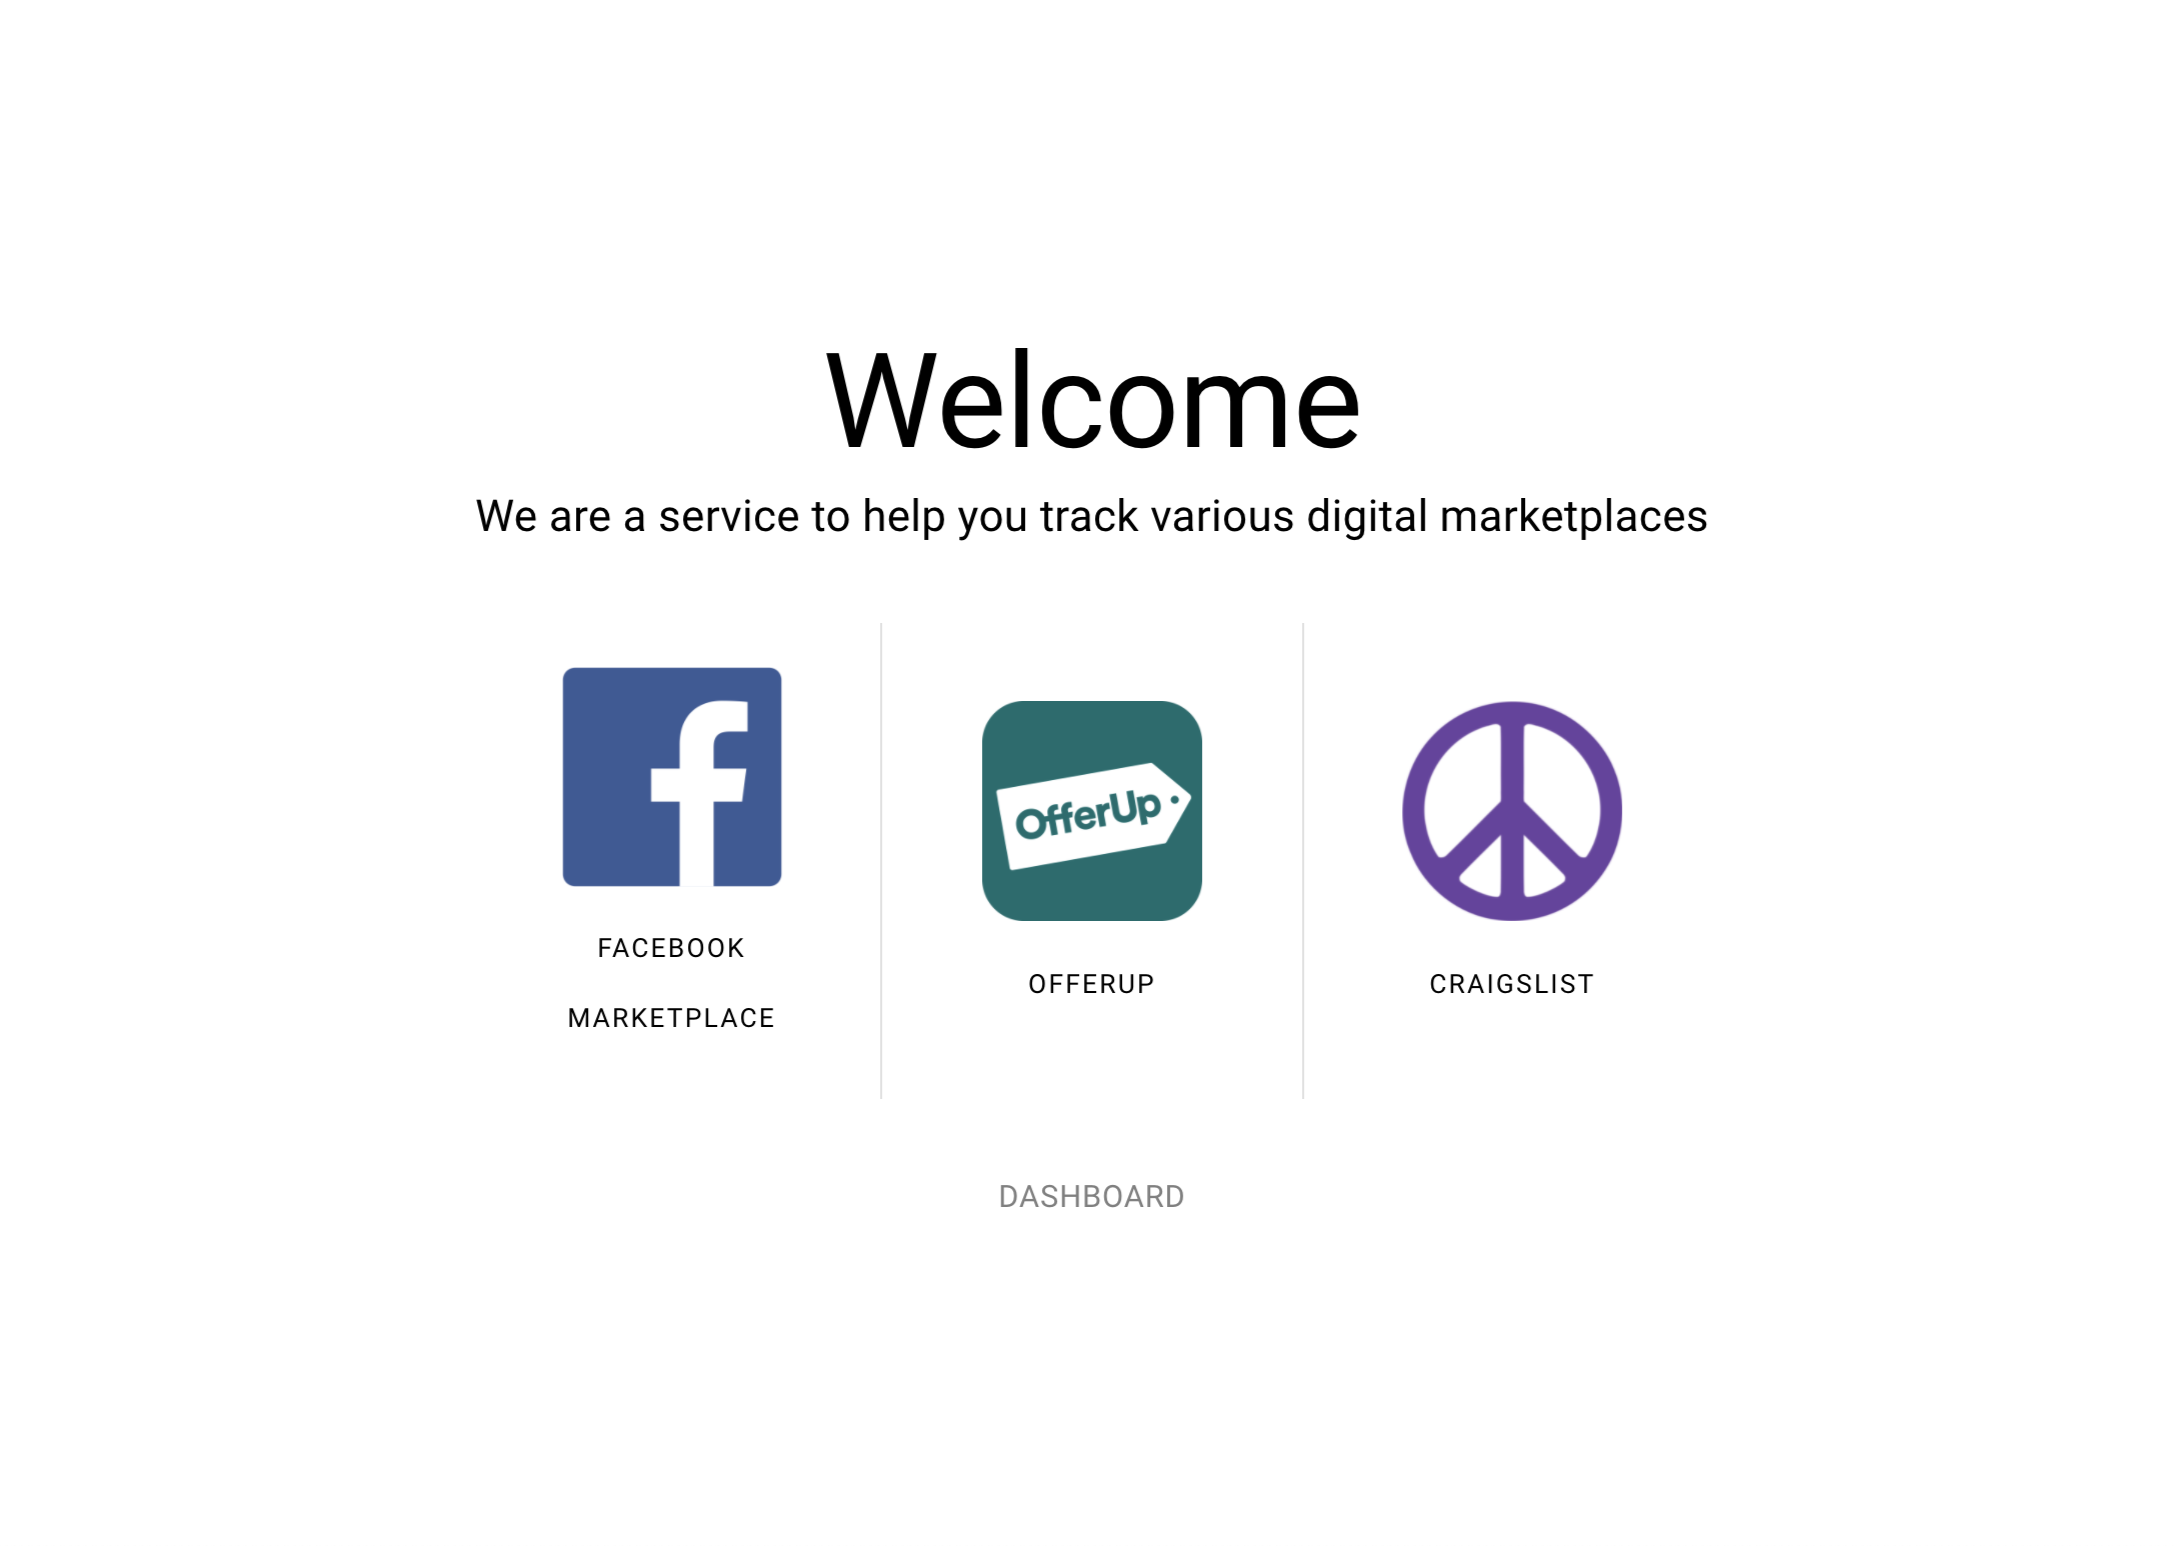 Welcome
We are a service to help you track various digital marketplaces
OfferUp
FACEBOOK
MARKETPLACE
OFFERUP
CRAIGSLIST
DASHBOARD